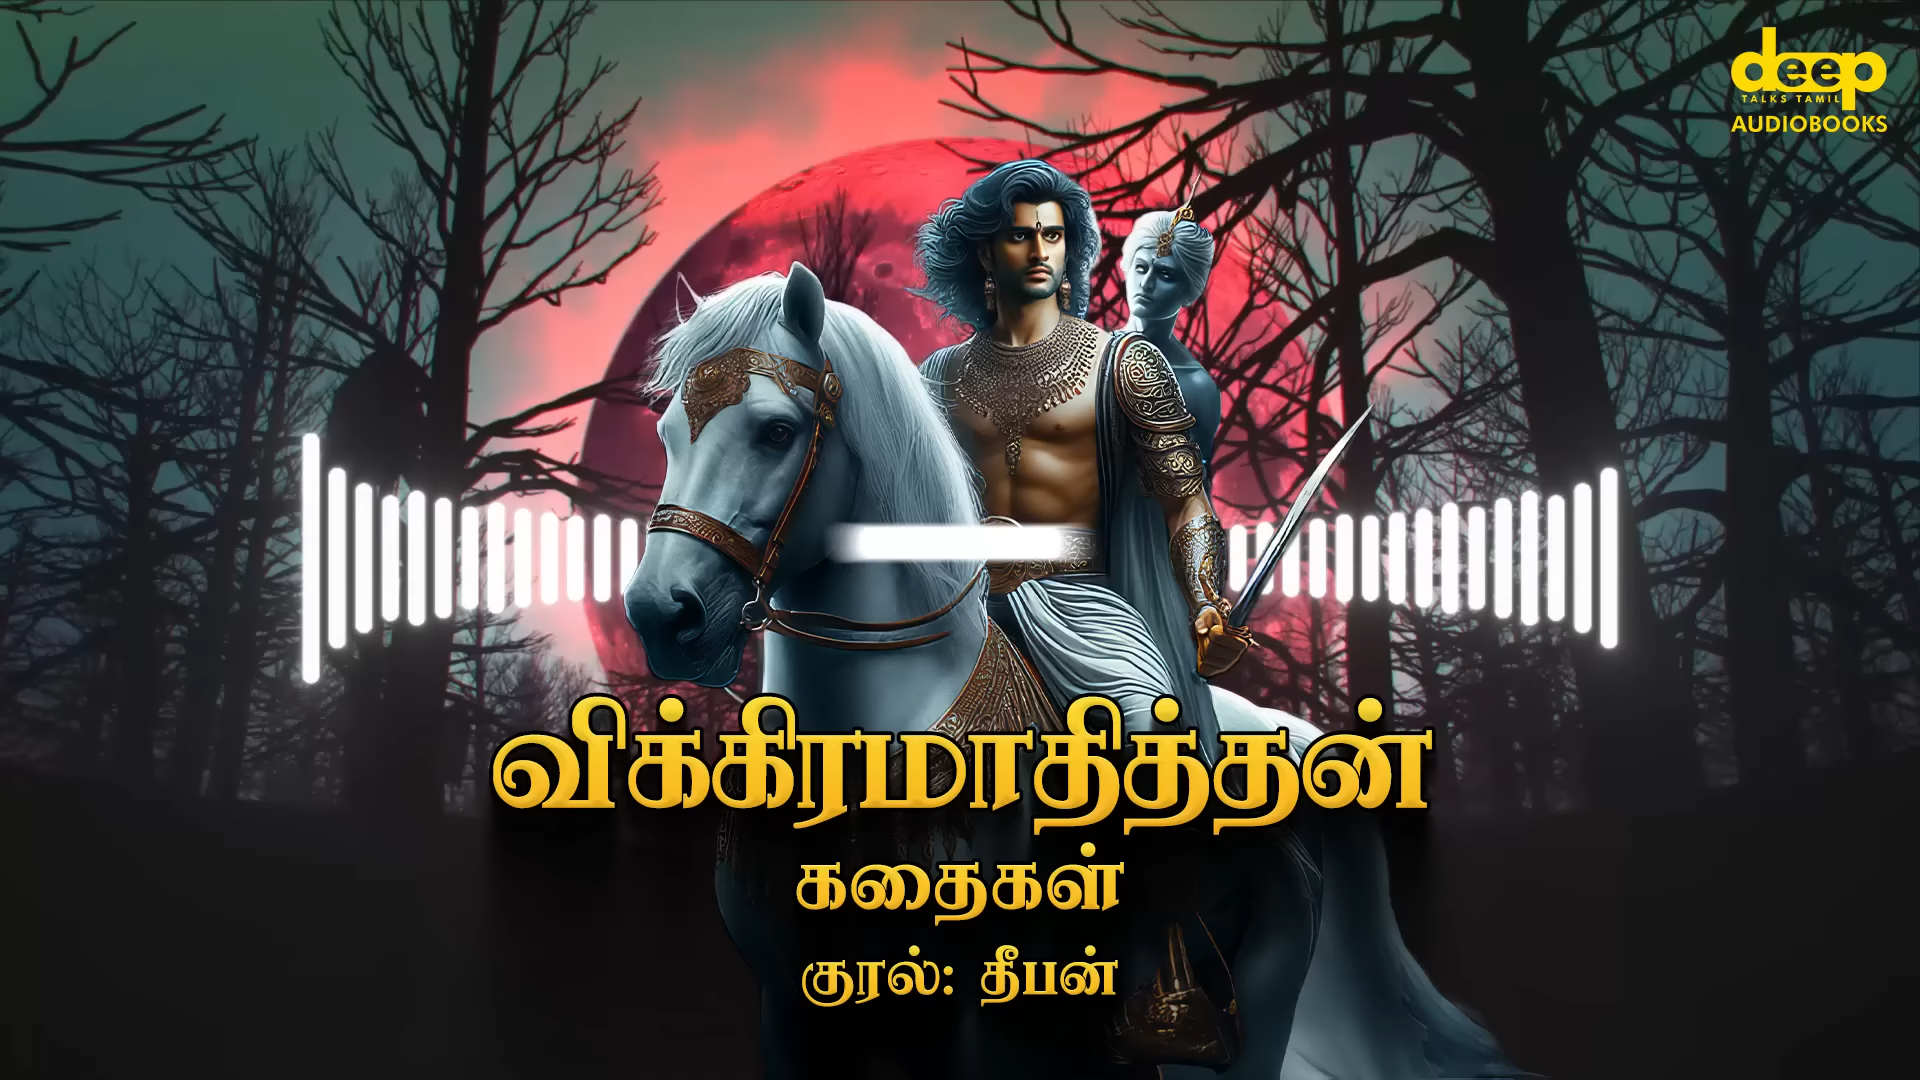 deep
TALKS TAMIL
AUDIOBOOKS
விக்கிரமாதித்தன்
கதைகள்
குரல்: தீபன்